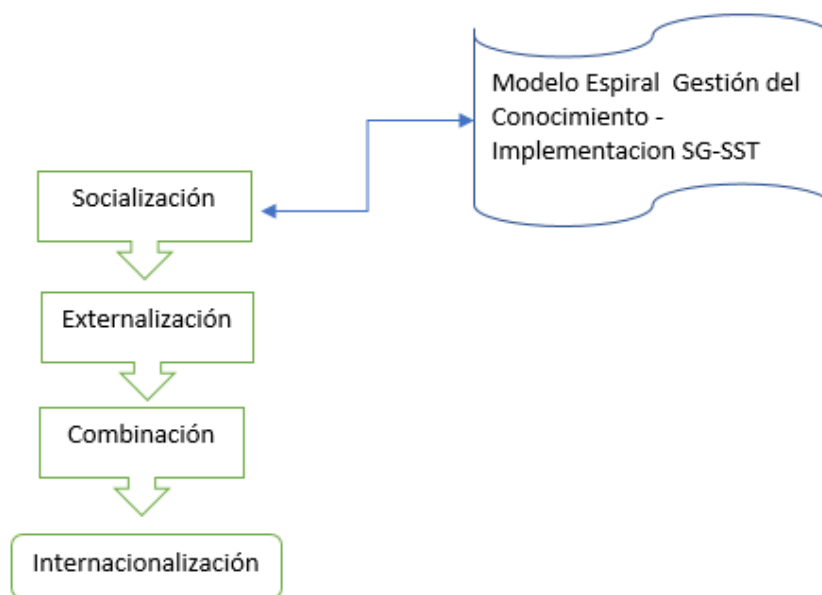 Modelo Espiral Gestión del
Conocimiento -
Implementacion SG-SST
Socialización
Externalización
Combinación
Internacionalización